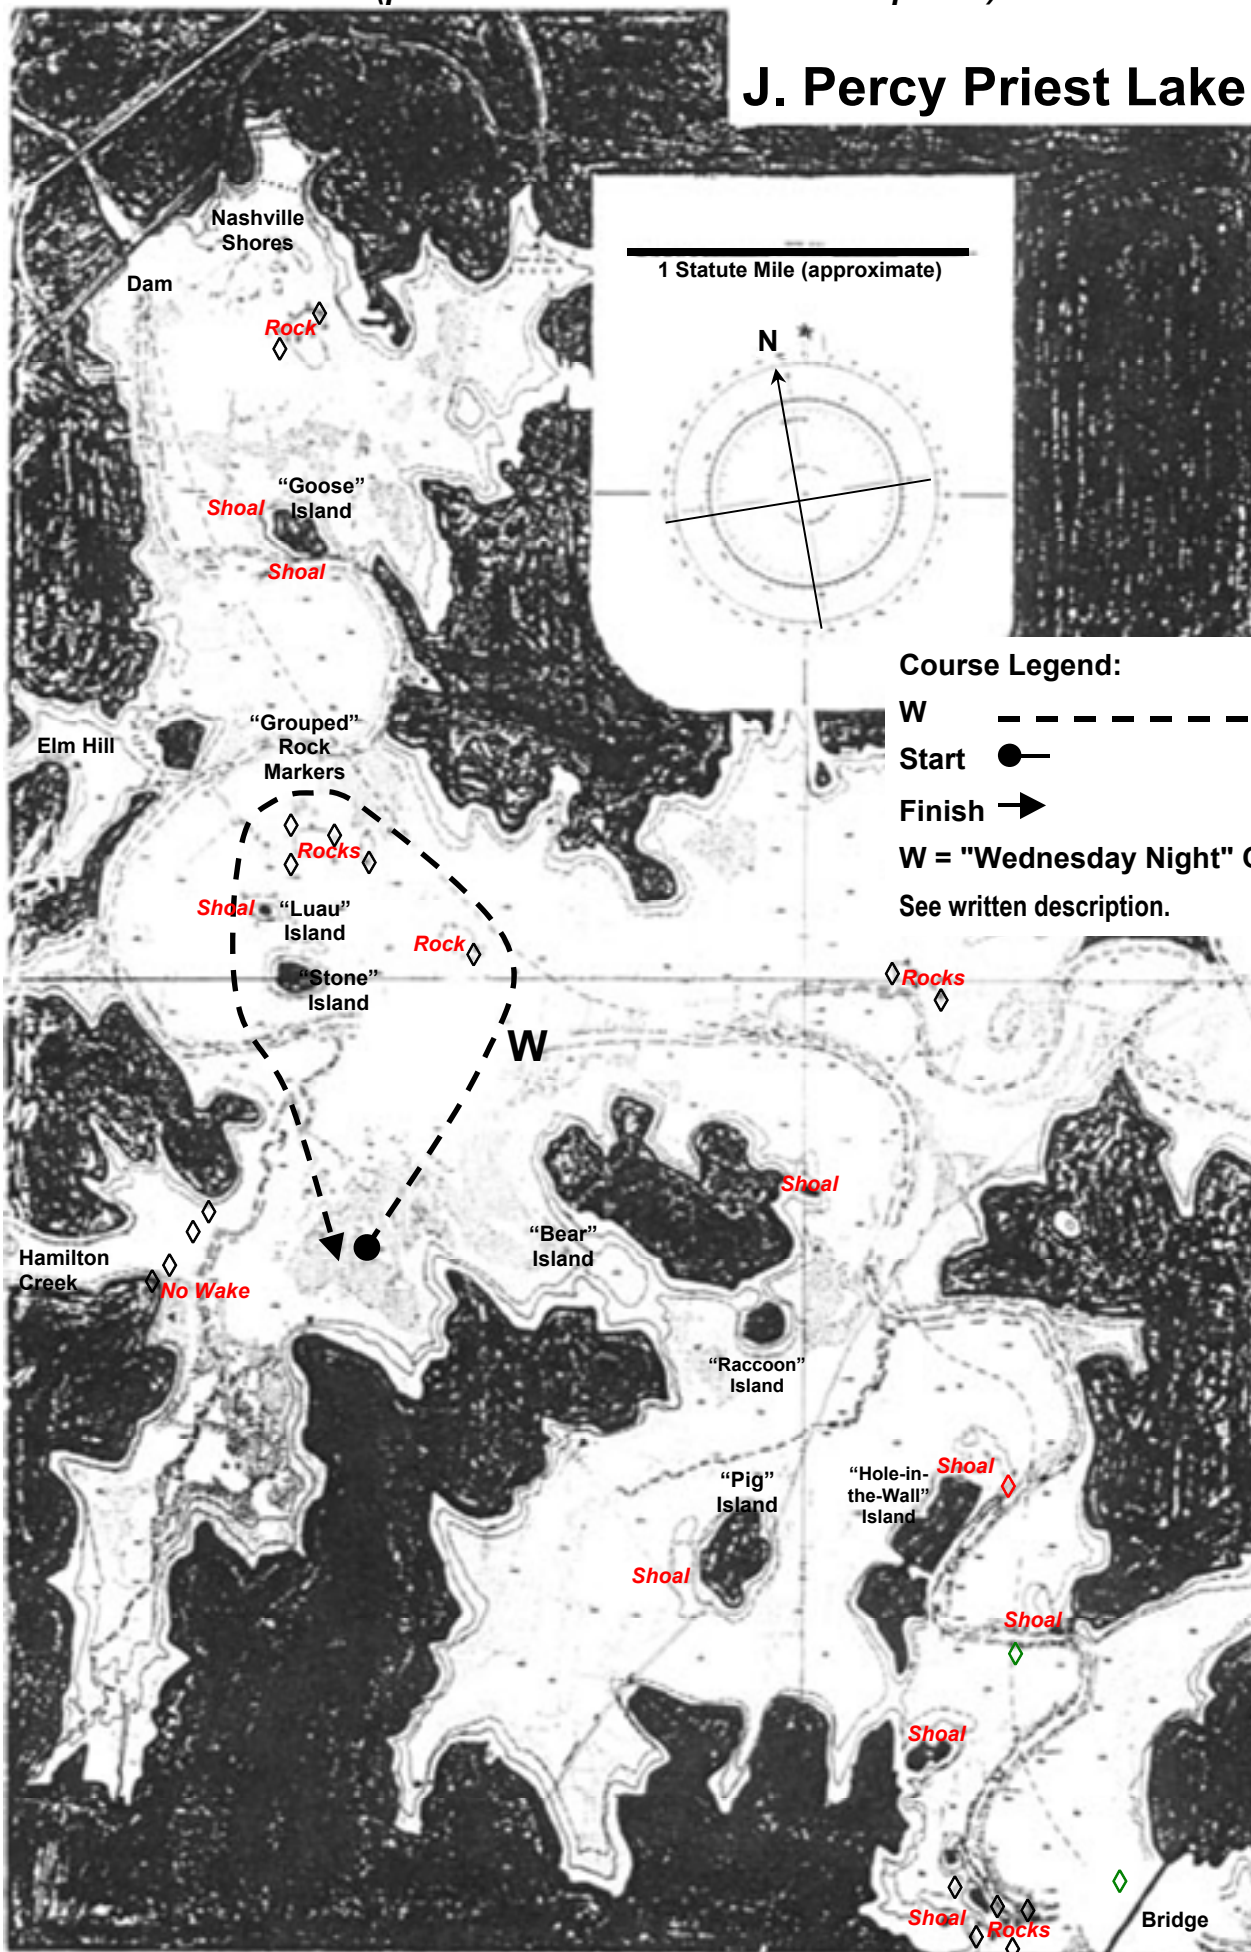 J. Percy Priest Lake
Nashville
Shores
Dam
Rock
1 Statute Mile (approximate)
N
“Goose”
Island
Shoal
Shoal
Course Legend:
W
Start
Finish
W = "Wednesday Night"
See written description.
Elm Hill
“Grouped”
Rock
Markers
Rocks
Shoal
“Luau”
Island
Rock
“Stone”
Island
Rocks
W
Shoal
“Bear”
Island
Hamilton
Creek
No Wake
“Raccoon”
Island
“Pig”
Island
“Hole-in-
the-Wall”
Island
Shoal
Shoal
Shoal
Shoal
Shoal
Rocks
Bridge